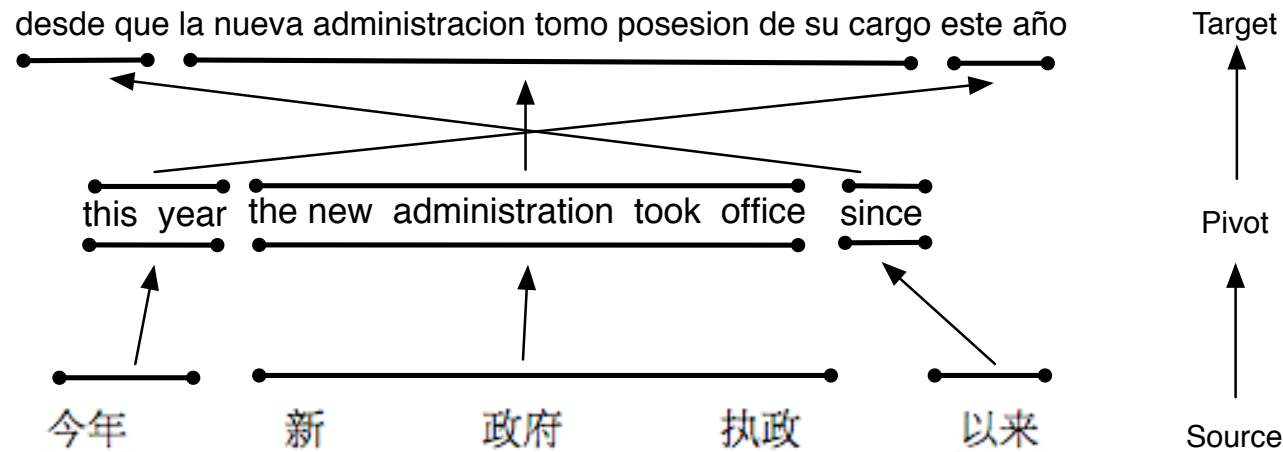 desde que la nueva administracion tomo posesion de su cargo este año Target
this year the new administration took office since Pivot
今年 新 政府 执政 以来 Source